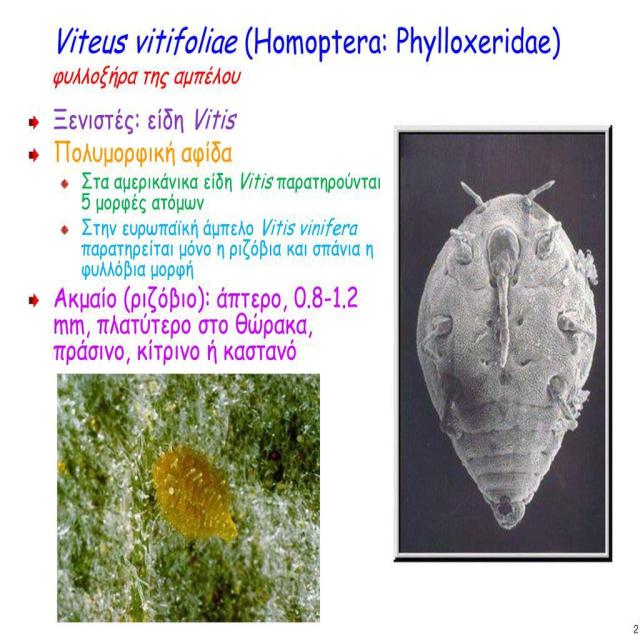 Viteus vitifoliae (Homoptera: Phylloxeridae)
φυλλοξήρα της αμπέλου
Ξενιστές: είδη Vitis
Πολυμορφική αφίδα
Στα αμερικάνικα είδη Vitis παρατηρούνται
5 μορφές ατόμων
Στην ευρωπαϊκή άμπελο Vitis vinifera
παρατηρείται μόνο η ριζόβια και σπάνια η
φυλλόβια μορφή
Ακμαίο (ριζόβιο): άπτερο, 0.8-1.2
mm, πλατύτερο στο θώρακα,
πράσινο, κίτρινο ή καστανό
2